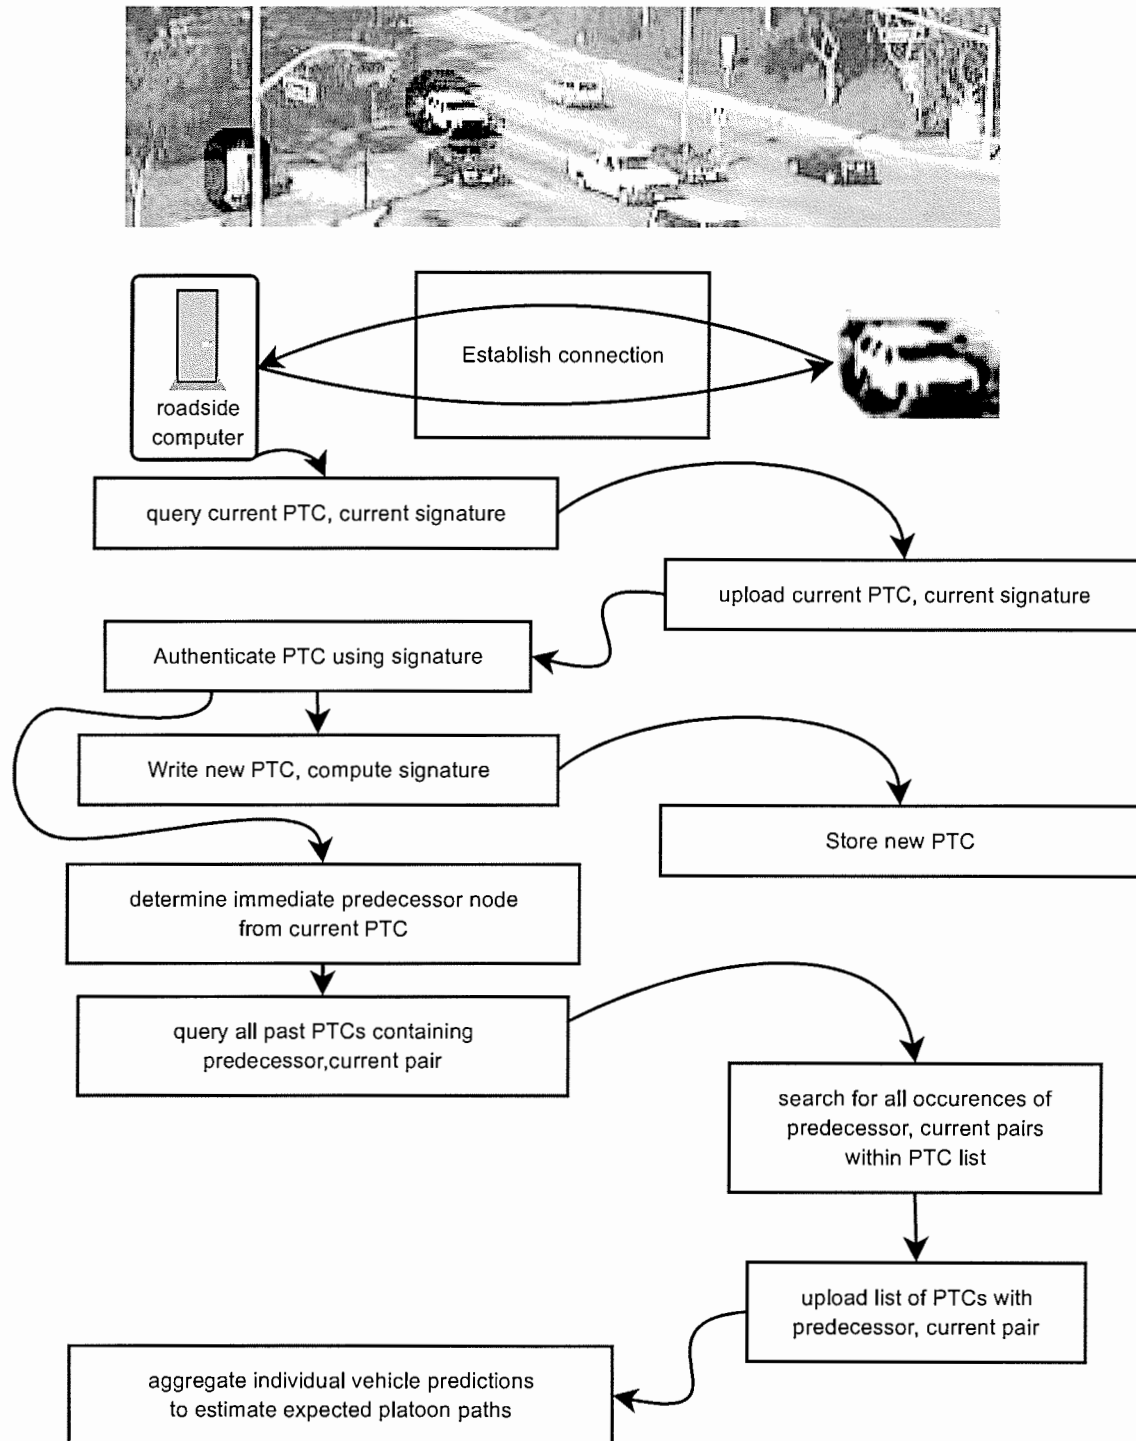 Establish connection
roadside
computer
query current PTC, current signature
upload current PTC, current signature
Authenticate PTC using signature
Write new PTC, compute signature
Store new PTC
determine immediate predecessor node
from current PTC
query all past PTCs containing
predecessor,current pair
search for all occurences of
predecessor, current pairs
within PTC list
upload list of PTCs with
predecessor, current pair
aggregate individual vehicle predictions
to estimate expected platoon paths